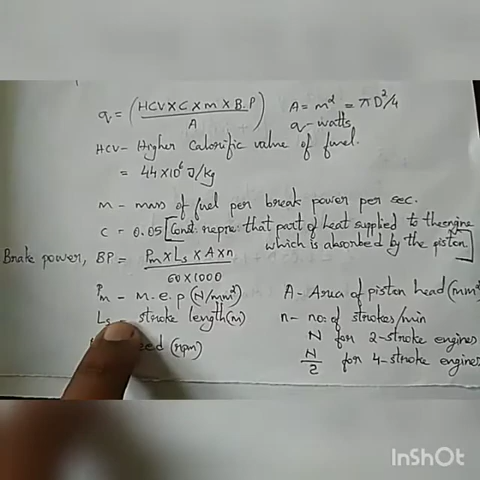 q = (HCV × C × m × B.P / A) A = m² = πD²/4
q - watts
HCV - Higher Calorific value of fuel.
= 44×10⁶ J/kg
m - mass of fuel per break power per sec.
C = 0.05 [Const. repre. that part of heat supplied to the engine
which is absorbed by the piston]
Brake power, BP = Pm × Ls × A × n / 60 × 1000
Pm - m.e.p (N/mm²) A - Area of piston head (mm²)
Ls - stroke length (m) n - no: of strokes/min
(rpm) N for 2-stroke engines
N/2 for 4-stroke engines
InShOt